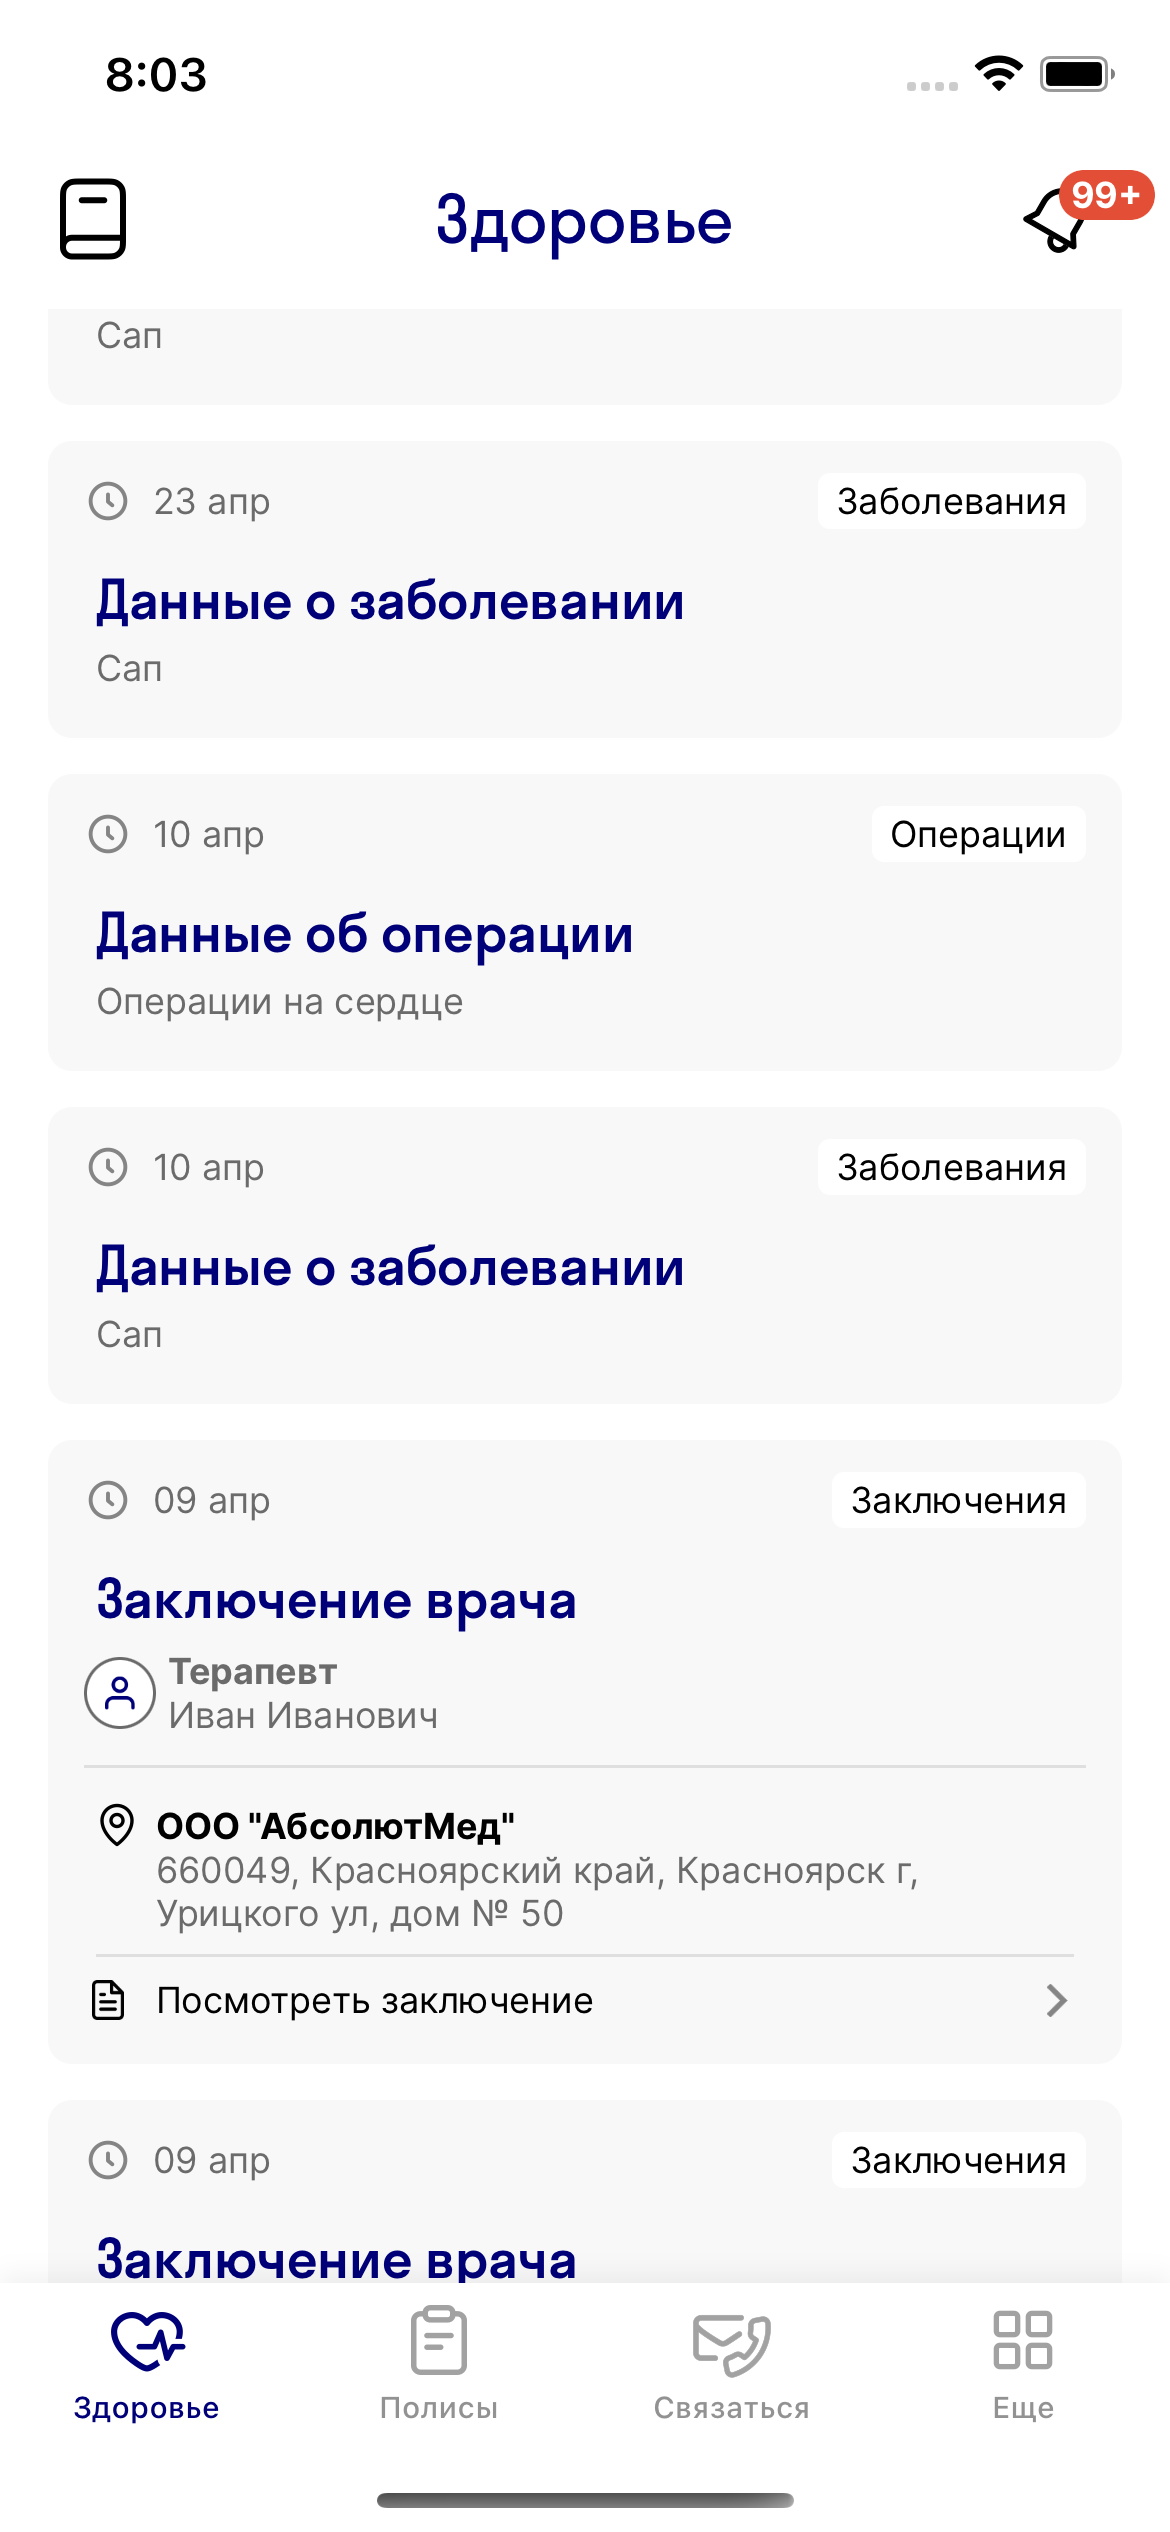 8:03
Здоровье
99+
Сап
23 апр
Заболевания
Данные о заболевании
Сап
10 апр
Операции
Данные об операции
Операции на сердце
10 апр
Заболевания
Данные о заболевании
Сап
09 апр
Заключения
Заключение врача
Терапевт
Иван Иванович
ООО "АбсолютМед"
660049, Красноярский край, Красноярск г,
Урицкого ул, дом № 50
Посмотреть заключение
09 апр
Заключения
Заключение врача
Здоровье
Полисы
Связаться
Еще